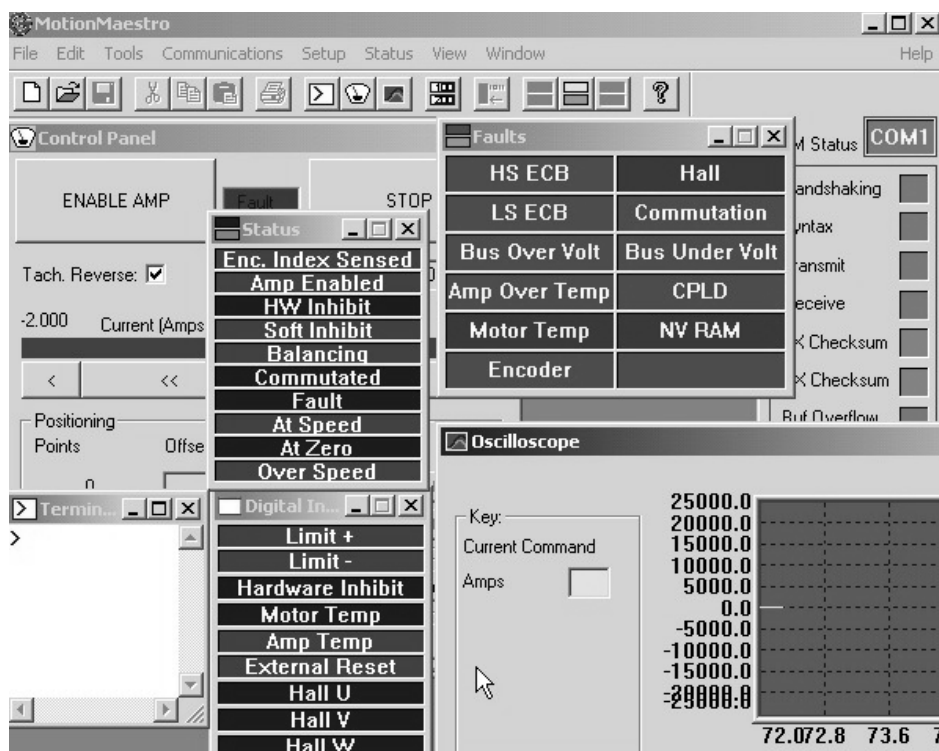 MotionMaestro
File Edit Tools Communications Setup Status View Window Help
Control Panel
ENABLE AMP
Fault
STOP
Tach. Reverse:
-2.000
Current (Amps
<
<<
Positioning
Points
Offse
0
Status
Enc. Index Sensed
Amp Enabled
HW Inhibit
Soft Inhibit
Balancing
Commutated
Fault
At Speed
At Zero
Over Speed
Faults
HS ECB
Hall
LS ECB
Commutation
Bus Over Volt
Bus Under Volt
Amp Over Temp
CPLD
Motor Temp
NV RAM
Encoder
M Status
COM1
andshaking
yntax
ransmit
eceive
X Checksum
X Checksum
Buf Overflow
Termin...
>
Digital In...
Limit +
Limit -
Hardware Inhibit
Motor Temp
Amp Temp
External Reset
Hall U
Hall V
Hall W
Oscilloscope
Key:
Current Command
Amps
25000.0
20000.0
15000.0
10000.0
5000.0
0.0
-5000.0
-10000.0
-15000.0
72.0 72.8 73.6